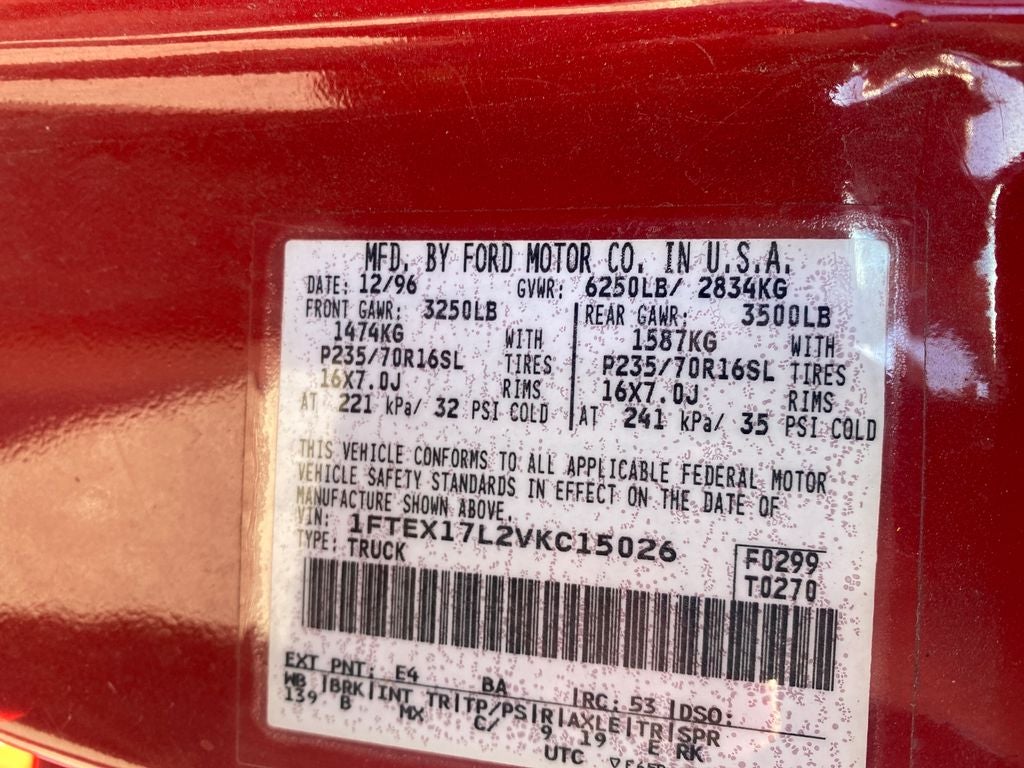 MFD. BY FORD MOTOR CO. IN U.S.A.
DATE: 12/96 GVWR: 6250LB/ 2834KG
FRONT GAWR: 3250LB REAR GAWR: 3500LB
1474KG WITH 1587KG WITH
P235/70R16SL TIRES P235/70R16SL TIRES
16X7.0J RIMS 16X7.0J RIMS
AT 221 kPa/ 32 PSI COLD AT 241 kPa/ 35 PSI COLD
THIS VEHICLE CONFORMS TO ALL APPLICABLE FEDERAL MOTOR
VEHICLE SAFETY STANDARDS IN EFFECT ON THE DATE OF
MANUFACTURE SHOWN ABOVE.
VIN: 1FTEX17L2VKC15026
TYPE: TRUCK
F0299
T0270
EXT PNT: E4 BA RC: 53 DSO:
WB BRK INT TR TP/PS R AXLE TR SPR
139 B MX C/ 9 19 E RK
UTC